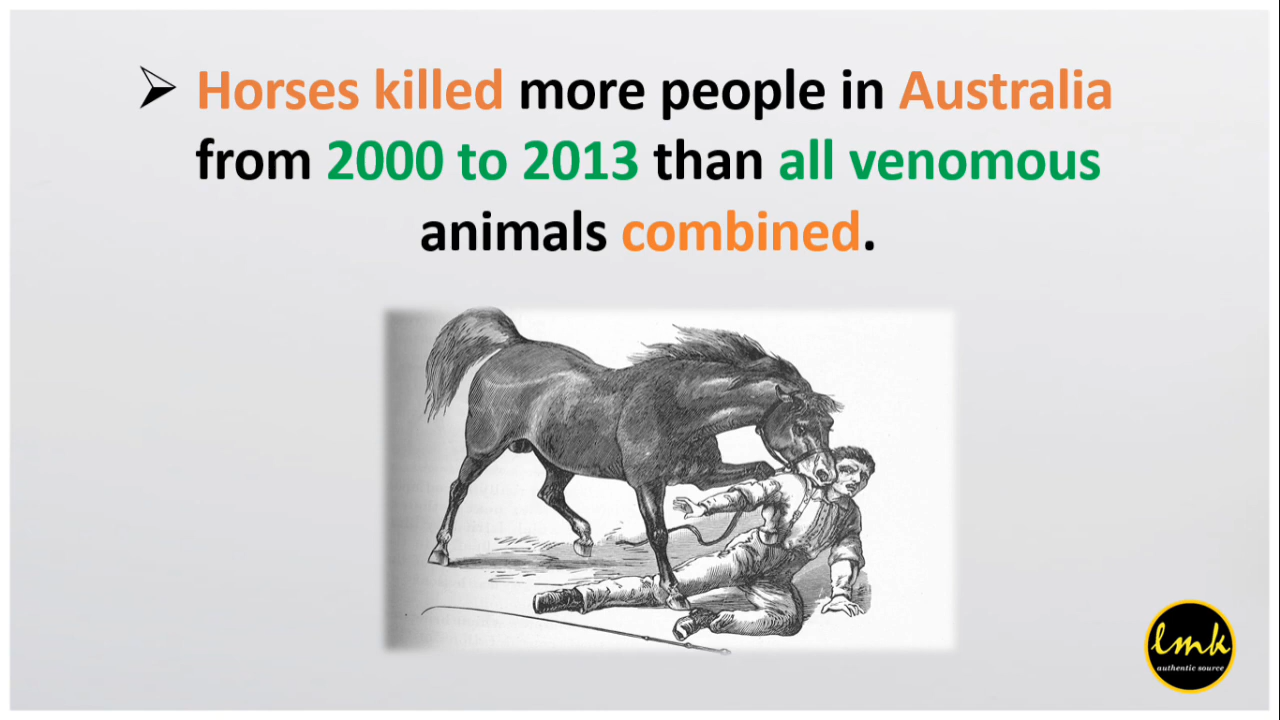 ➢ Horses killed more people in Australia
from 2000 to 2013 than all venomous
animals combined.
lmk
authentic source